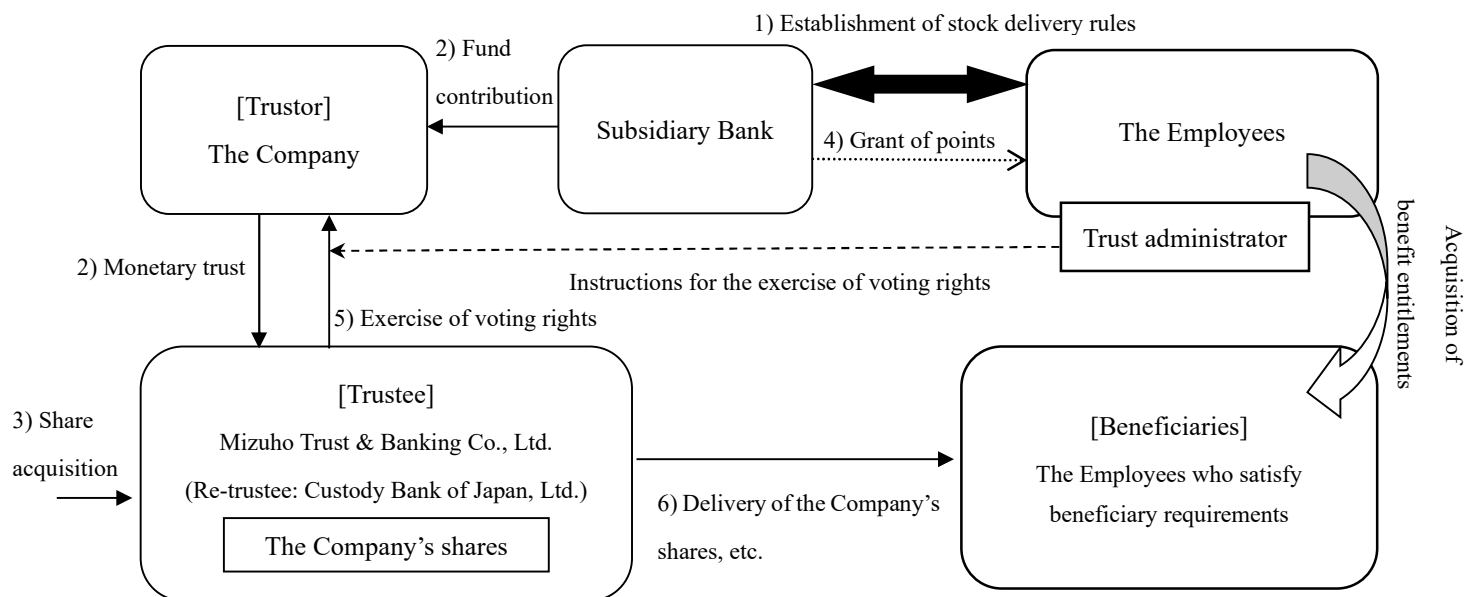 1) Establishment of stock delivery rules
2) Fund
contribution
[Trustor]
The Company
Subsidiary Bank
4) Grant of points
The Employees
Trust administrator
2) Monetary trust
Instructions for the exercise of voting rights
5) Exercise of voting rights
Acquisition of
benefit entitlements
3) Share
acquisition
[Trustee]
Mizuho Trust & Banking Co., Ltd.
(Re-trustee: Custody Bank of Japan, Ltd.)
The Company’s shares
6) Delivery of the Company’s
shares, etc.
[Beneficiaries]
The Employees who satisfy
beneficiary requirements